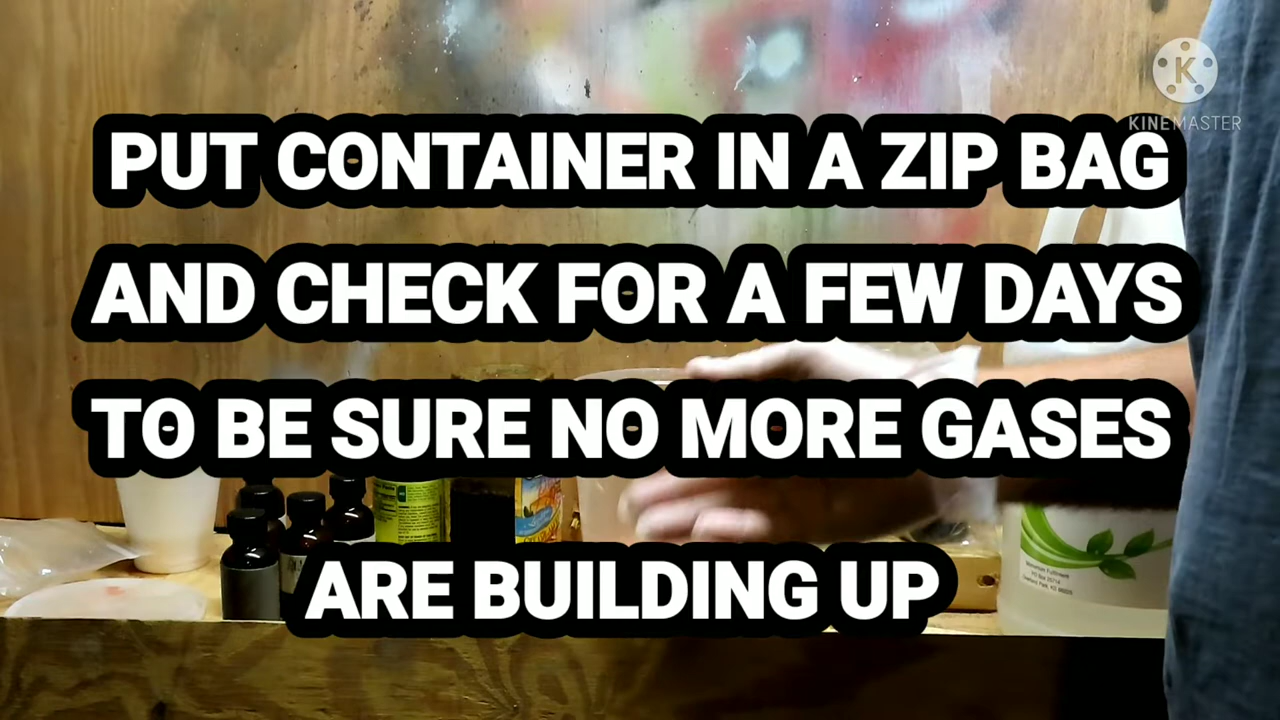 K
KINEMASTER
PUT CONTAINER IN A ZIP BAG
AND CHECK FOR A FEW DAYS
TO BE SURE NO MORE GASES
ARE BUILDING UP